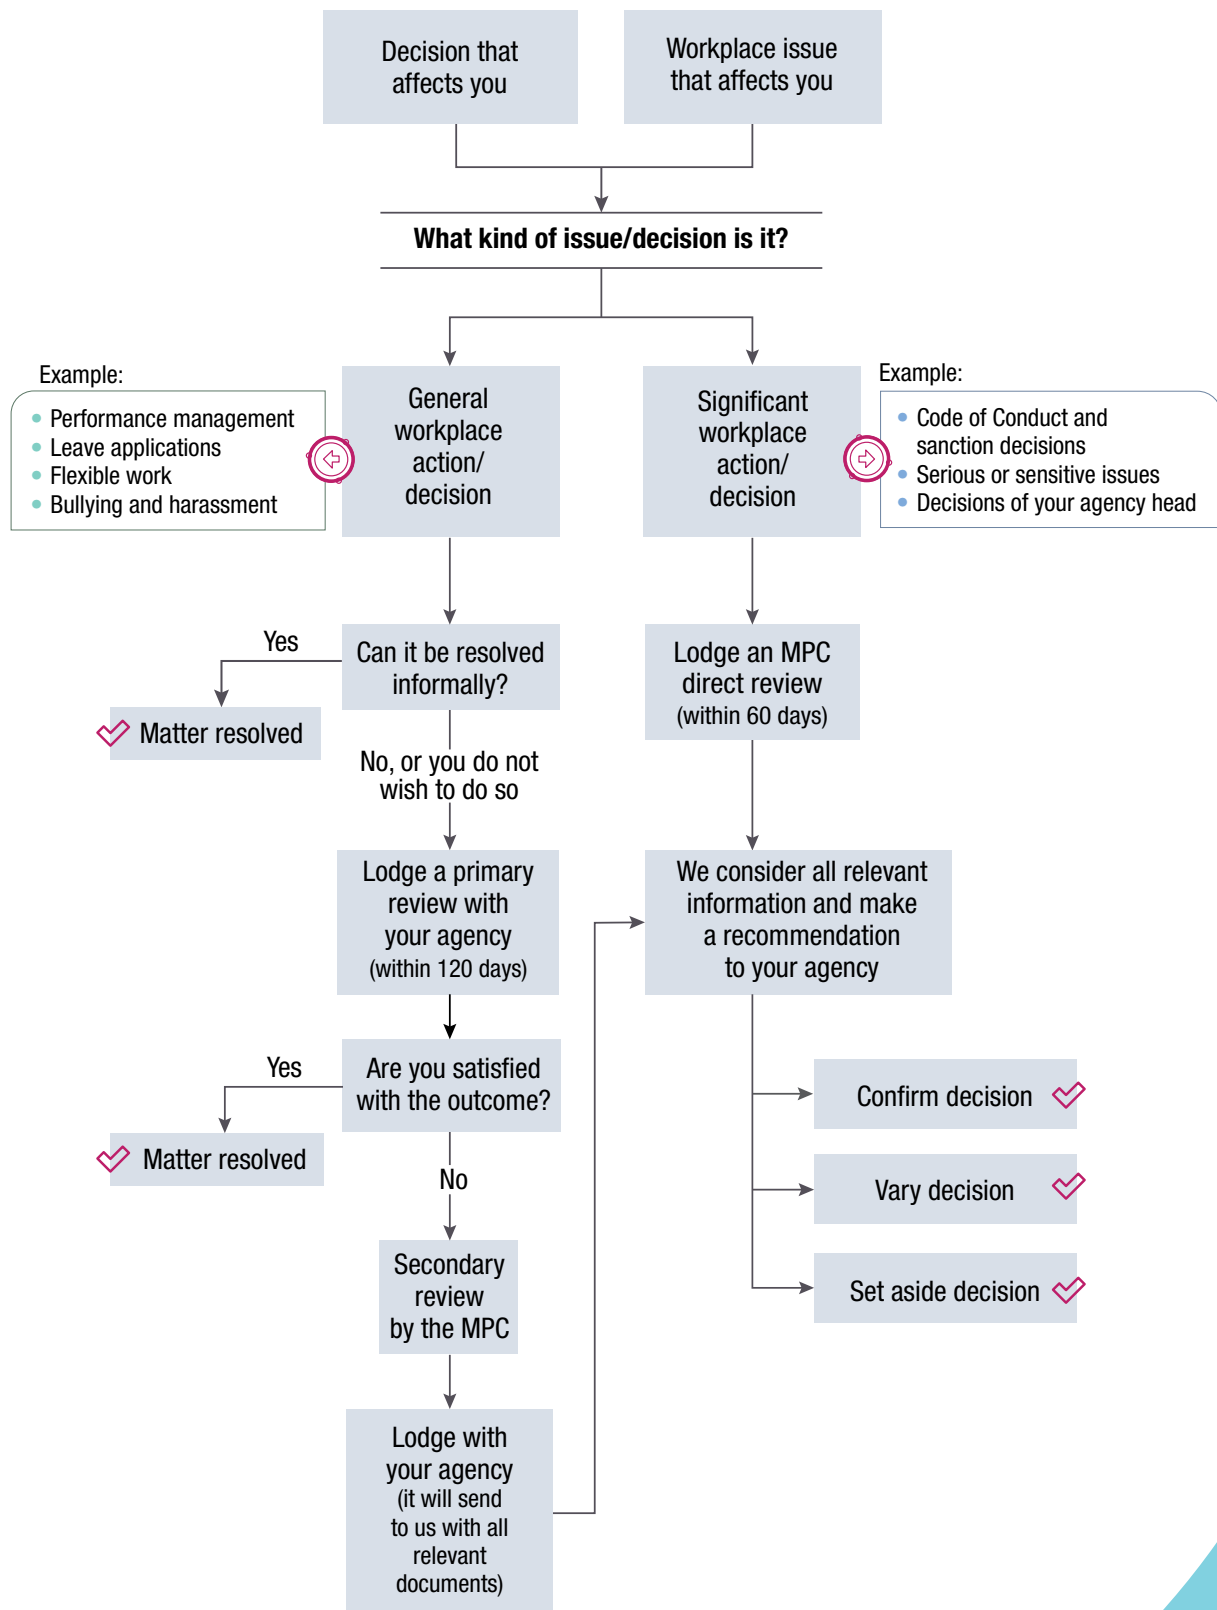 Decision that
affects you
Workplace issue
that affects you
What kind of issue/decision is it?
Example:
• Performance management
• Leave applications
• Flexible work
• Bullying and harassment
General
workplace
action/
decision
Significant
workplace
action/
decision
Example:
• Code of Conduct and
sanction decisions
• Serious or sensitive issues
• Decisions of your agency head
Yes
Can it be resolved
informally?
Matter resolved
No, or you do not
wish to do so
Lodge an MPC
direct review
(within 60 days)
Lodge a primary
review with
your agency
(within 120 days)
We consider all relevant
information and make
a recommendation
to your agency
Yes
Are you satisfied
with the outcome?
Matter resolved
No
Confirm decision
Vary decision
Set aside decision
Secondary
review
by the MPC
Lodge with
your agency
(it will send
to us with all
relevant
documents)